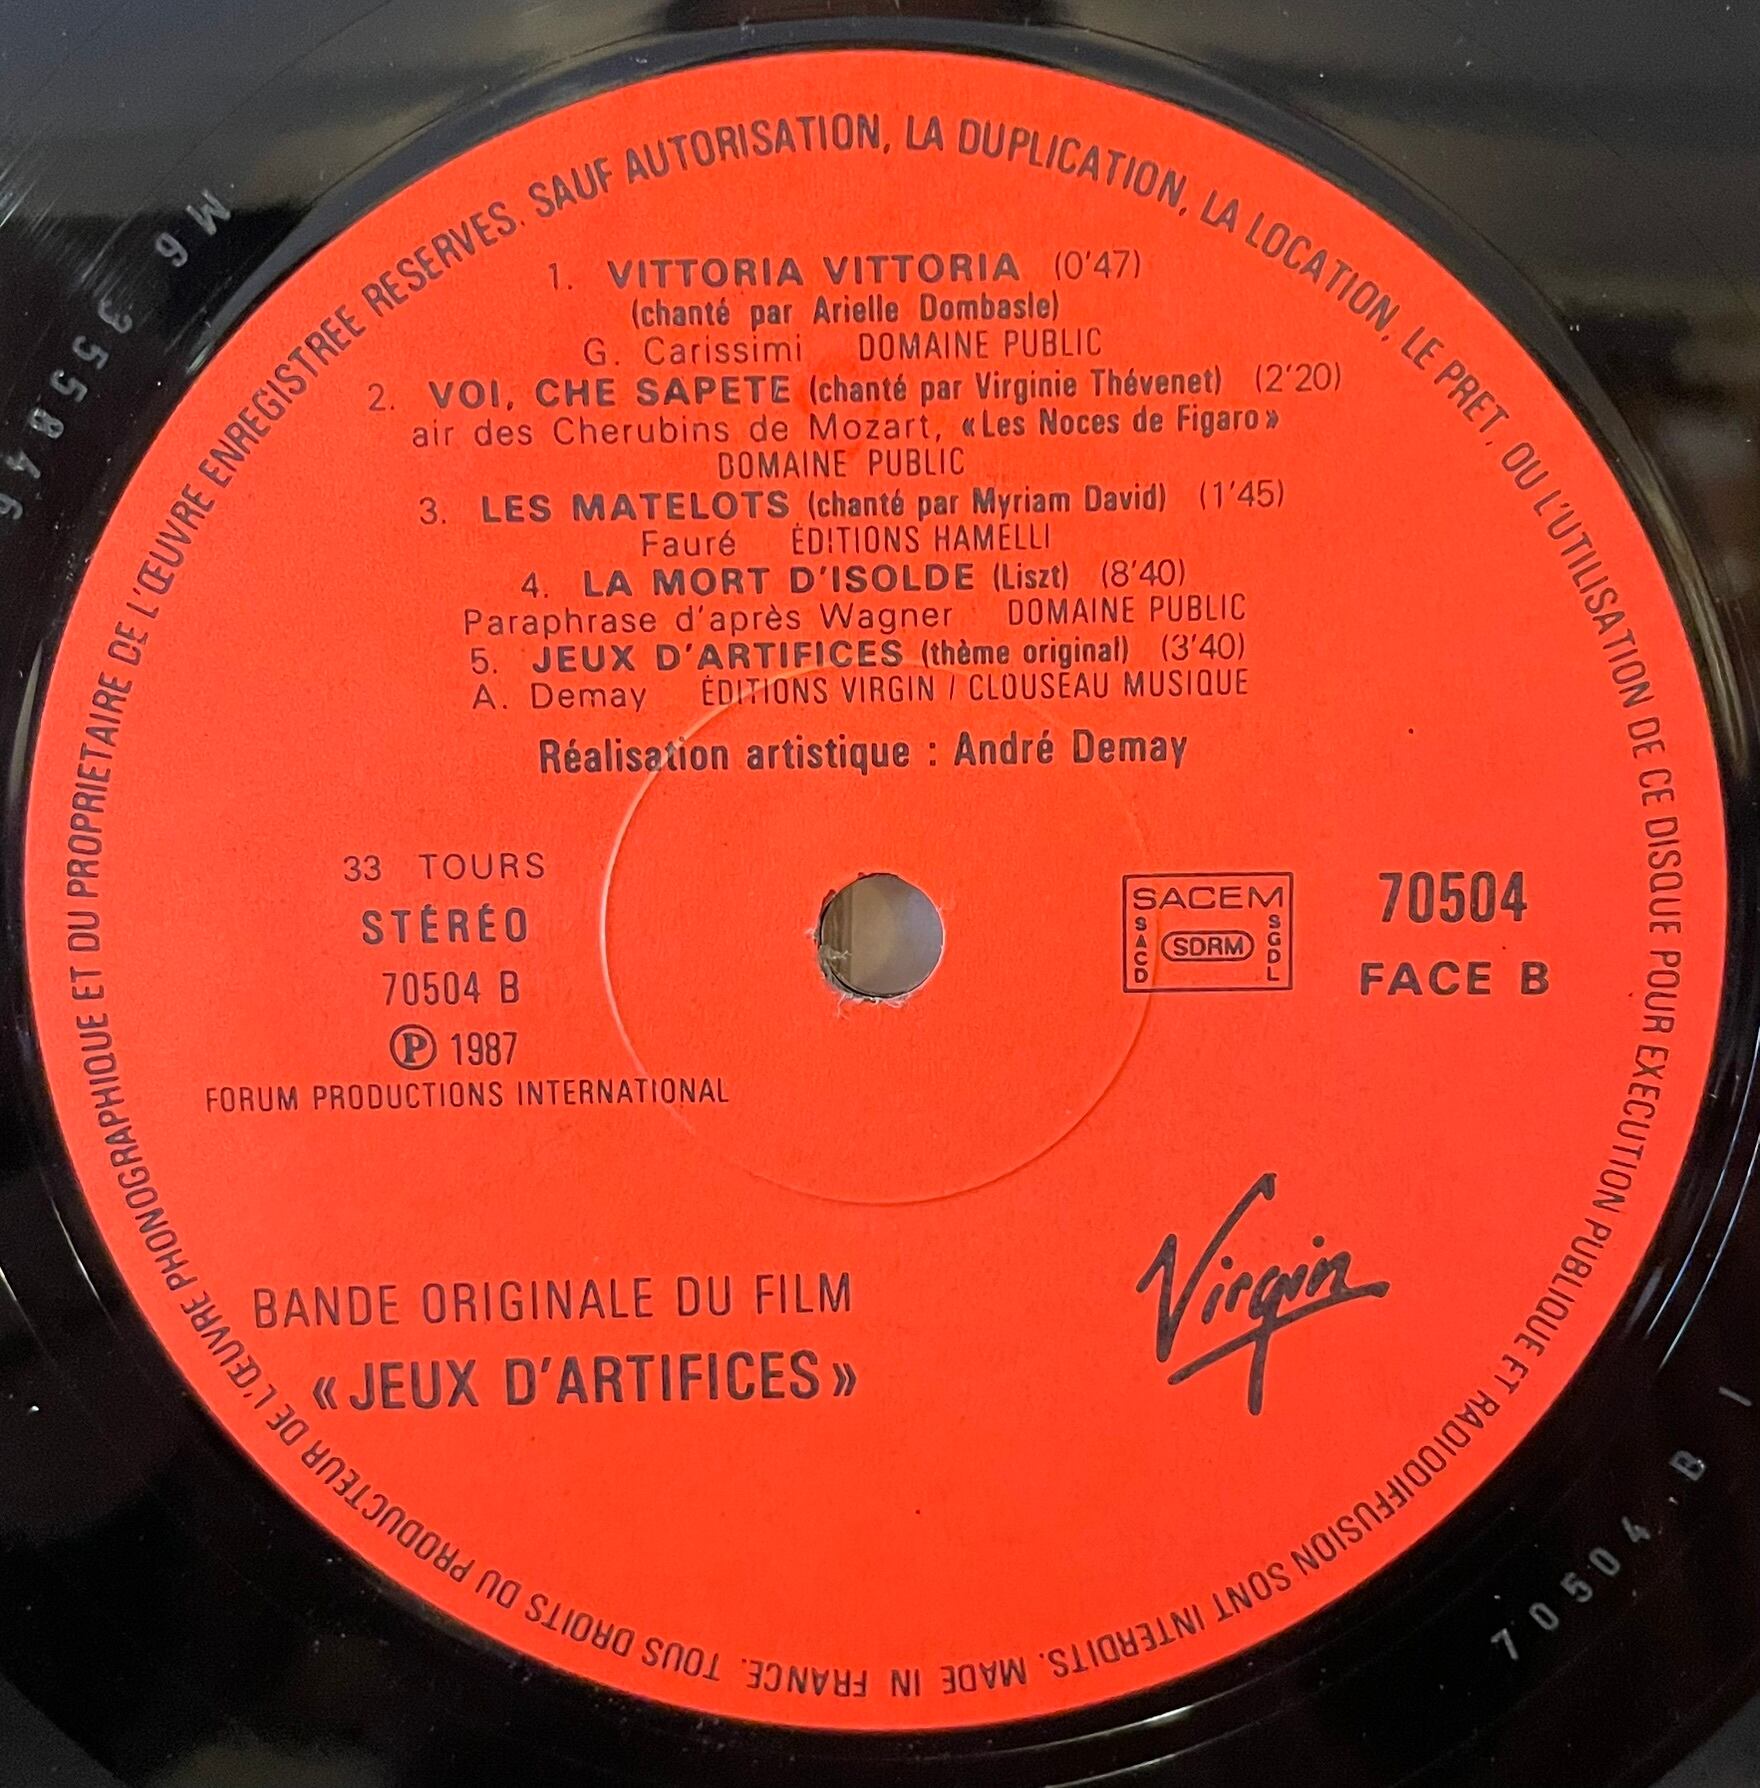 TOUS DROITS DU PRODUCTEUR DE L'ŒUVRE PHONOGRAPHIQUE ET DU PROPRIETAIRE DE L'ŒUVRE ENREGISTREE RESERVES. SAUF AUTORISATION, LA DUPLICATION, LA LOCATION, LE PRET, OU L'UTILISATION DE CE DISQUE POUR EXECUTION PUBLIQUE ET RADIODIFFUSION SONT INTERDITS. MADE IN FRANCE.
1. VITTORIA VITTORIA (0'47)
(chanté par Arielle Dombasle)
G. Carissimi DOMAINE PUBLIC
2. VOI, CHE SAPETE (chanté par Virginie Thévenet) (2'20)
air des Cherubins de Mozart, «Les Noces de Figaro»
DOMAINE PUBLIC
3. LES MATELOTS (chanté par Myriam David) (1'45)
Fauré ÉDITIONS HAMELLI
4. LA MORT D'ISOLDE (Liszt) (8'40)
Paraphrase d'après Wagner DOMAINE PUBLIC
5. JEUX D'ARTIFICES (thème original) (3'40)
A. Demay ÉDITIONS VIRGIN / CLOUSEAU MUSIQUE
Réalisation artistique : André Demay
33 TOURS
STÉRÉO
70504 B
Ⓟ 1987
FORUM PRODUCTIONS INTERNATIONAL
SACEM
SACD
SDRM
SGDL
70504
FACE B
BANDE ORIGINALE DU FILM
«JEUX D'ARTIFICES»
Virgin
M6 355846
70504 B 1